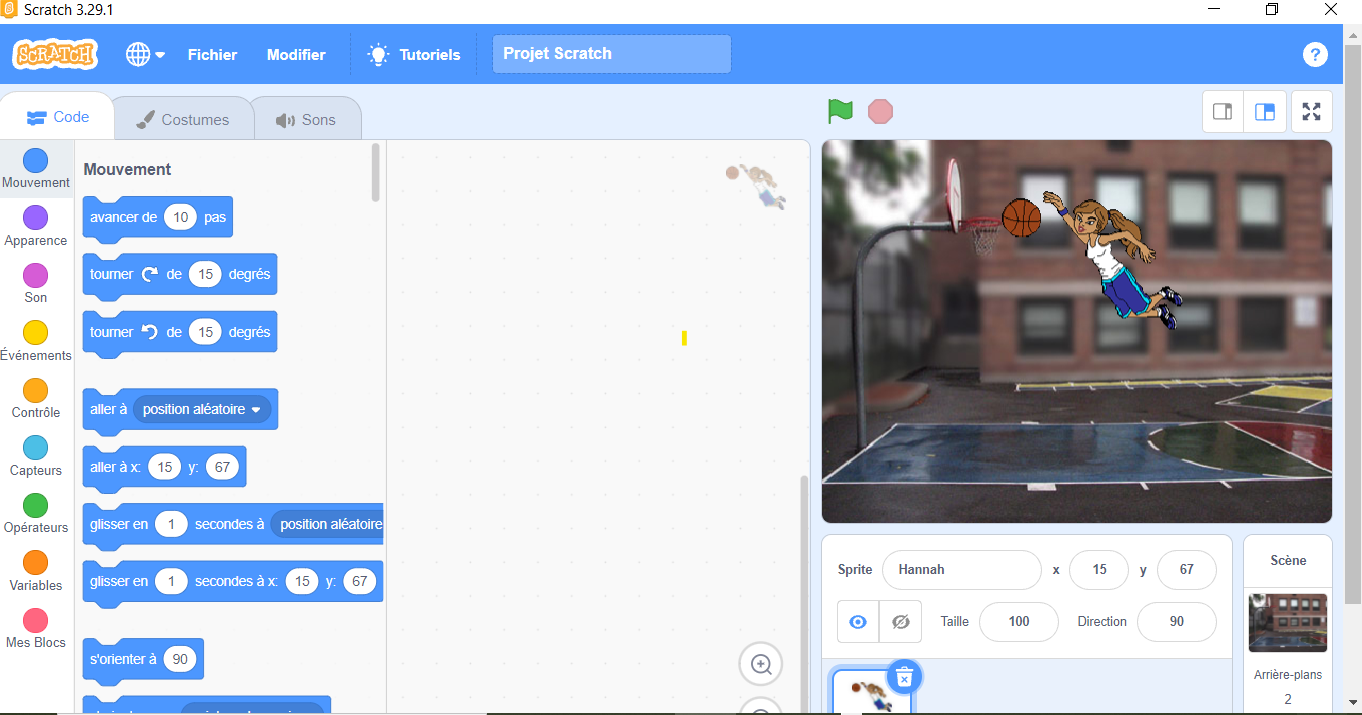 Scratch 3.29.1
SCRATCH
Fichier
Modifier
Tutoriels
Projet Scratch
?
Code
Costumes
Sons
Mouvement
Apparence
Son
Événements
Contrôle
Capteurs
Opérateurs
Variables
Mes Blocs
Mouvement
avancer de 10 pas
tourner de 15 degrés
tourner de 15 degrés
aller à position aléatoire
aller à x: 15 y: 67
glisser en 1 secondes à position aléatoire
glisser en 1 secondes à x: 15 y: 67
s'orienter à 90
Sprite Hannah x 15 y 67
Taille 100 Direction 90
Scène
Arrière-plans
2